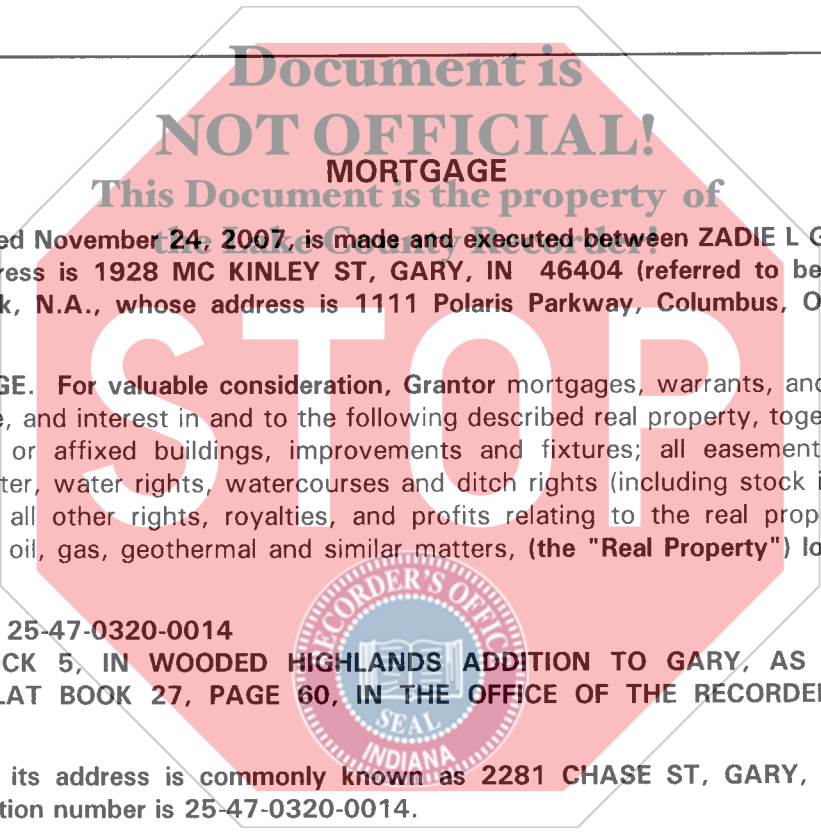 Document is
NOT OFFICIAL!
MORTGAGE
This Document is the property of
the Lake County Recorder!
ed November 24, 2007, is made and executed between ZADIE L G
ress is 1928 MC KINLEY ST, GARY, IN 46404 (referred to be
k, N.A., whose address is 1111 Polaris Parkway, Columbus, O
STOP
GE. For valuable consideration, Grantor mortgages, warrants, and
e, and interest in and to the following described real property, toge
or affixed buildings, improvements and fixtures; all easement
ter, water rights, watercourses and ditch rights (including stock i
all other rights, royalties, and profits relating to the real prop
oil, gas, geothermal and similar matters, (the "Real Property") lo
RECORDER'S OFFICE
25-47-0320-0014
OCK 5, IN WOODED HIGHLANDS ADDITION TO GARY, AS
LAT BOOK 27, PAGE 60, IN THE OFFICE OF THE RECORDER
SEAL
INDIANA
its address is commonly known as 2281 CHASE ST, GARY,
tion number is 25-47-0320-0014.